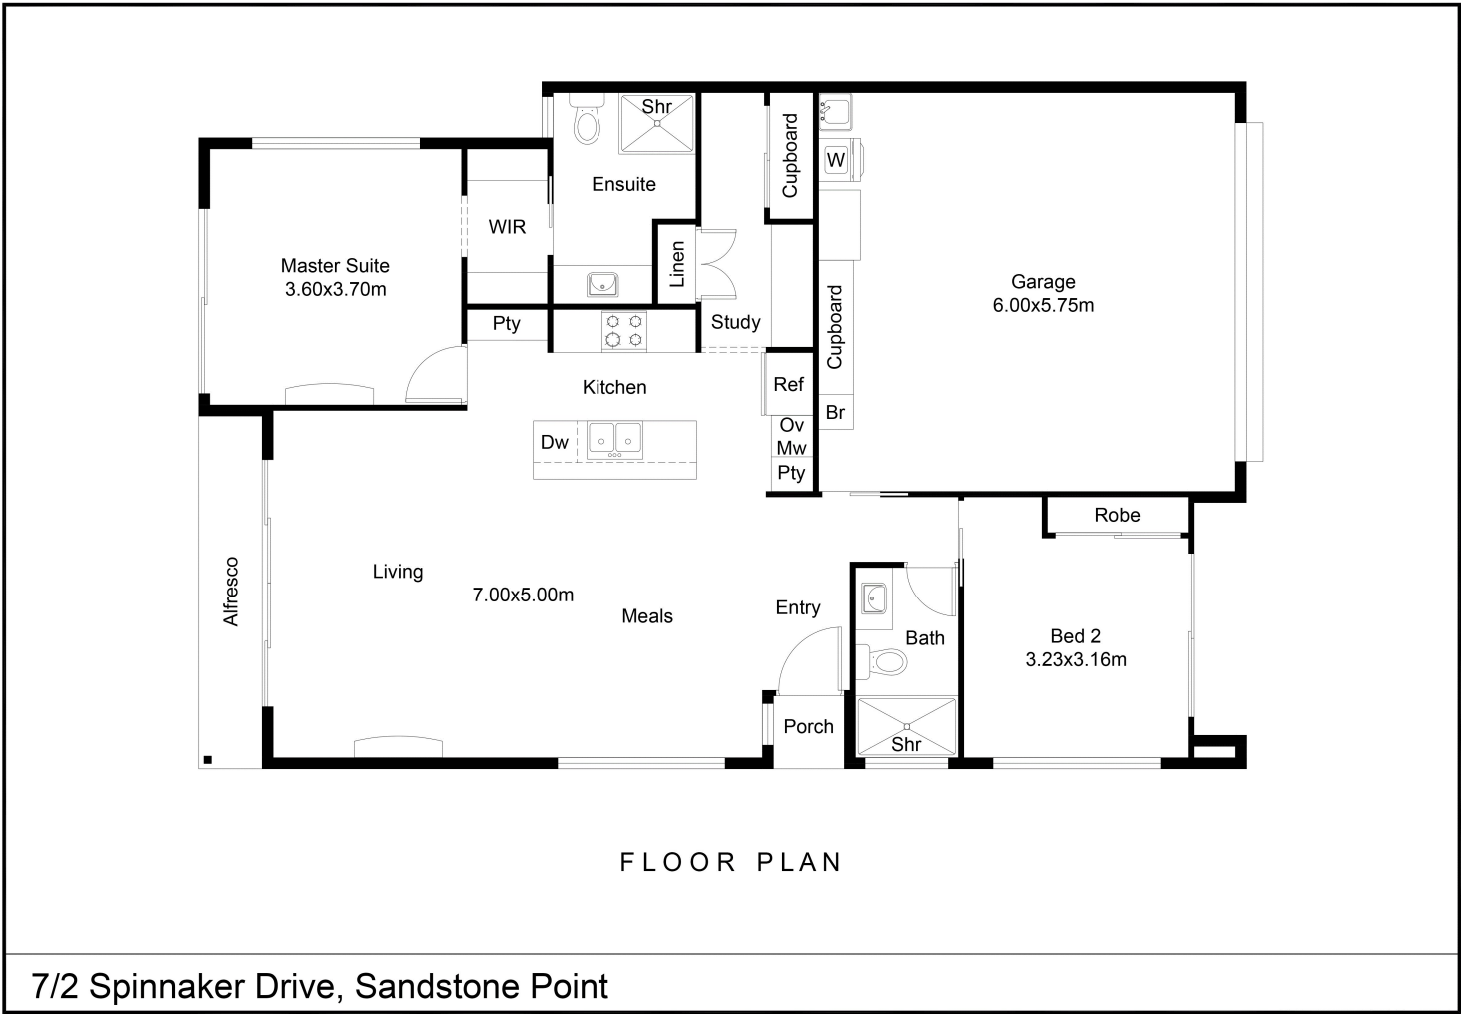 Shr
Cupboard
W
Ensuite
WIR
Linen
Master Suite
3.60x3.70m
Garage
6.00x5.75m
Pty
Study
Cupboard
Kitchen
Ref
Br
Dw
Ov
Mw
Pty
Robe
Alfresco
Living
7.00x5.00m
Meals
Entry
Bath
Bed 2
3.23x3.16m
Porch
Shr
FLOOR PLAN
7/2 Spinnaker Drive, Sandstone Point